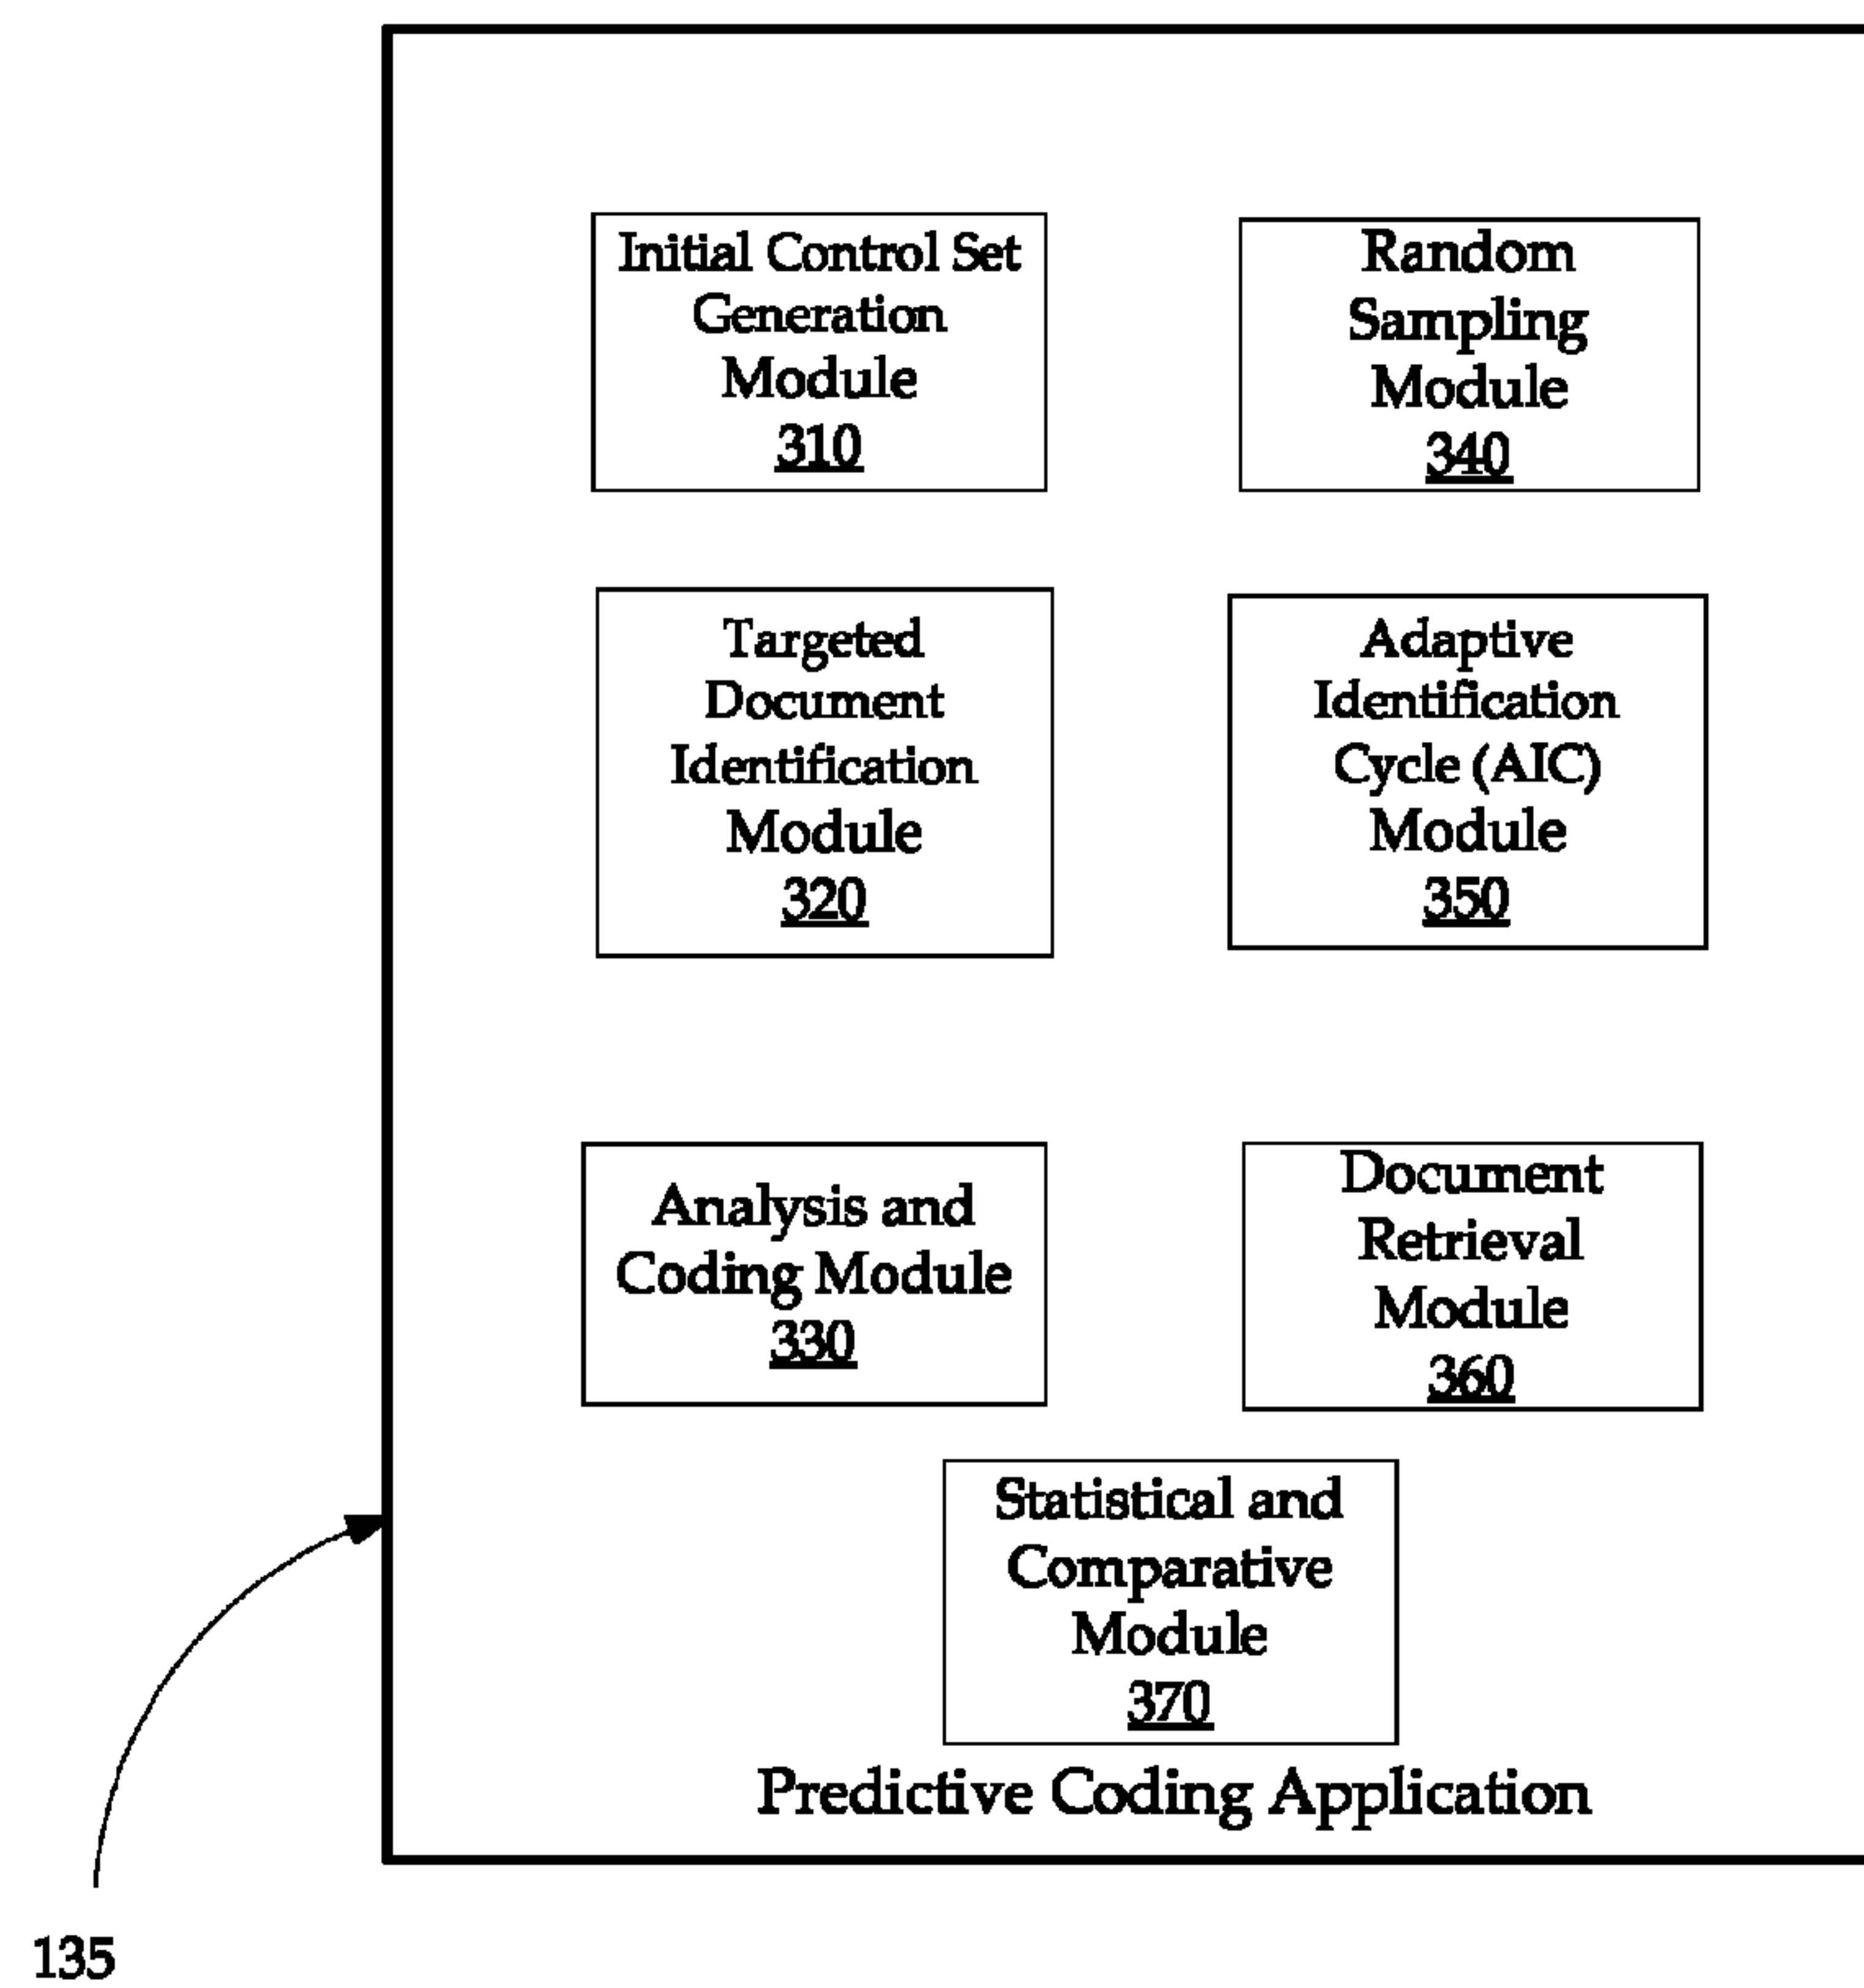 Initial Control Set
Generation
Module
310
Random
Sampling
Module
340
Targeted
Document
Identification
Module
320
Adaptive
Identification
Cycle (AIC)
Module
350
Analysis and
Coding Module
330
Document
Retrieval
Module
360
Statistical and
Comparative
Module
370
Predictive Coding Application
135